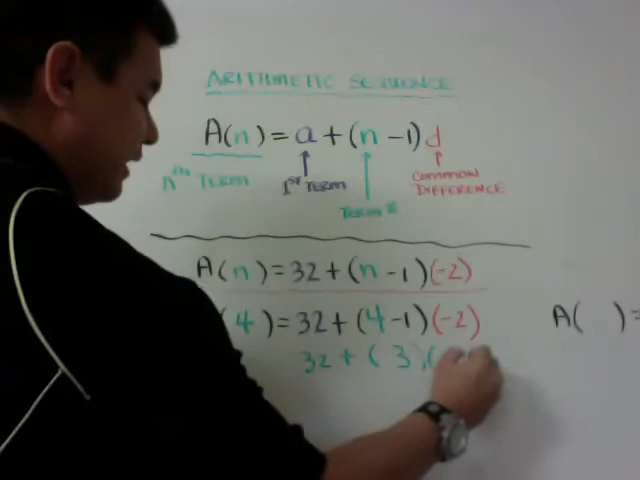 ARITHMETIC SEQUENCE
A(n) = a + (n - 1) d
nth TERM
1ST TERM
TERM #
COMMON
DIFFERENCE
A(n) = 32 + (n - 1)(-2)
(4) = 32 + (4 - 1)(-2)
32 + ( 3 )(
A( ) =